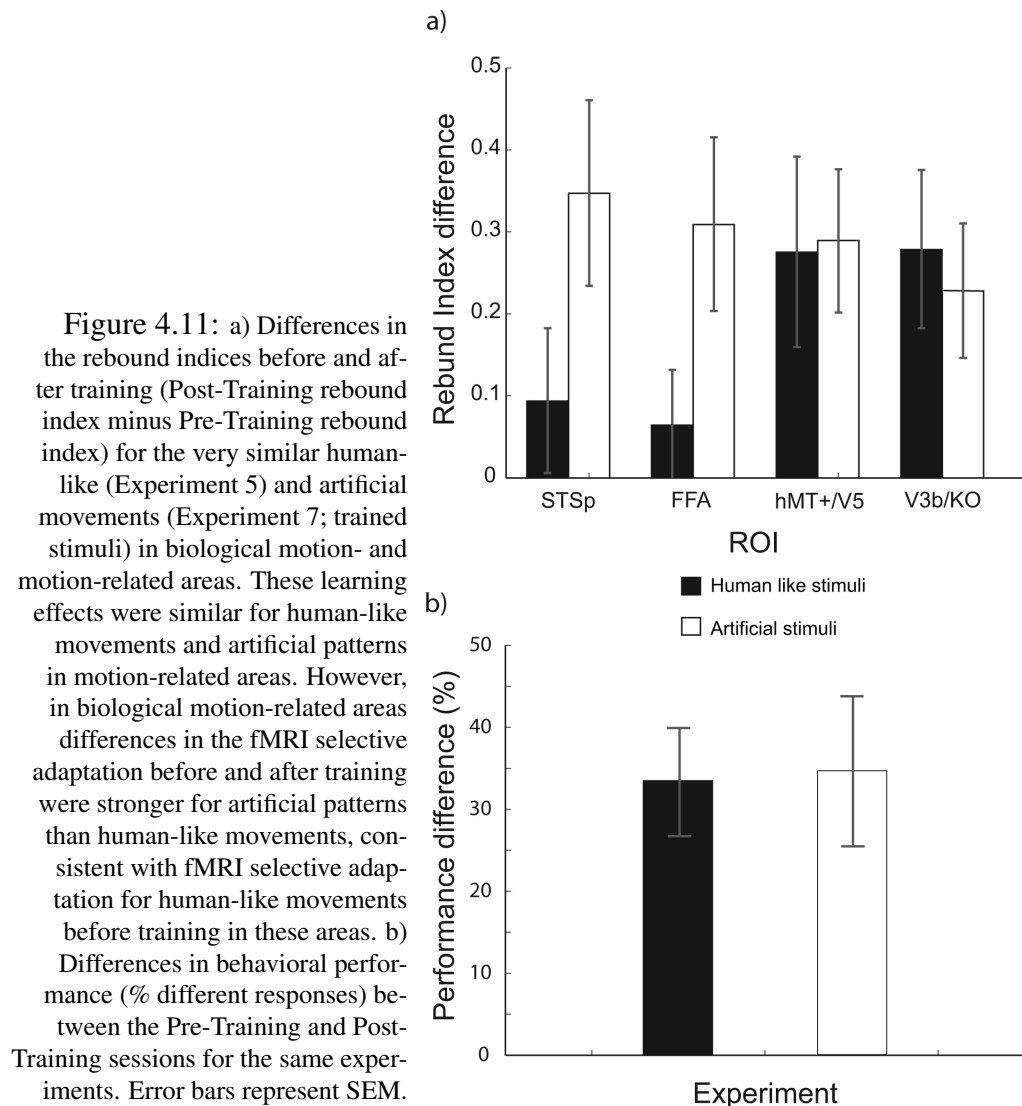 Figure 4.11: a) Differences in
the rebound indices before and af-
ter training (Post-Training rebound
index minus Pre-Training rebound
index) for the very similar human-
like (Experiment 5) and artificial
movements (Experiment 7; trained
stimuli) in biological motion- and
motion-related areas. These learning
effects were similar for human-like
movements and artificial patterns
in motion-related areas. However,
in biological motion-related areas
differences in the fMRI selective
adaptation before and after training
were stronger for artificial patterns
than human-like movements, con-
sistent with fMRI selective adap-
tation for human-like movements
before training in these areas. b)
Differences in behavioral perfor-
mance (% different responses) be-
tween the Pre-Training and Post-
Training sessions for the same exper-
iments. Error bars represent SEM.
a)
Rebund Index difference
0.5
0.4
0.3
0.2
0.1
0
STSp FFA hMT+/V5 V3b/KO
ROI
Human like stimuli
Artificial stimuli
b)
Performance difference (%)
50
40
30
20
10
0
Experiment